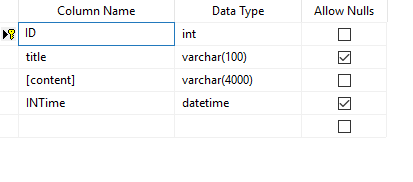 Column Name Data Type Allow Nulls
ID int
title varchar(100)
[content] varchar(4000)
INTime datetime